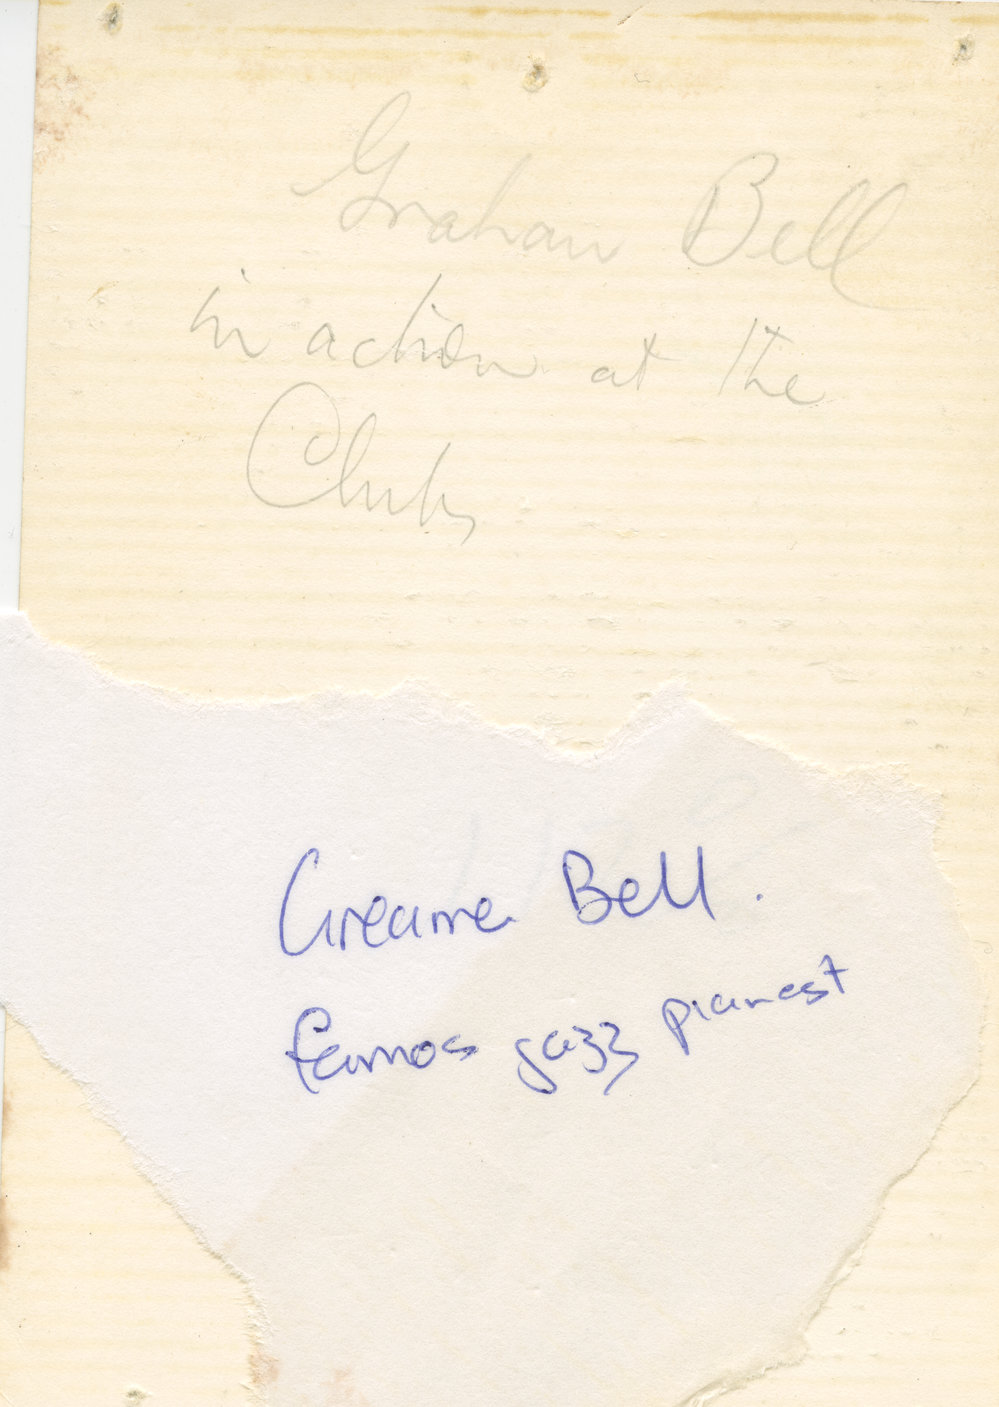 Graham Bell
in action at the
Club,
Greame Bell.
famos jazz pianest